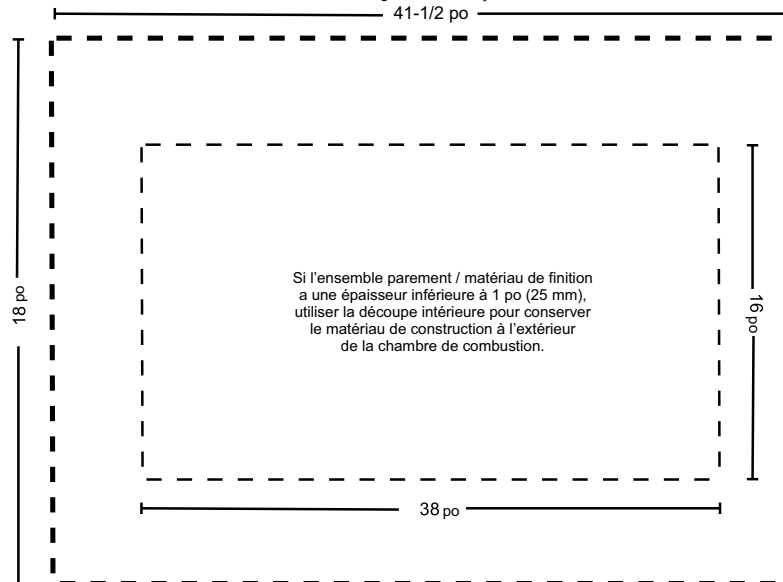 41-1/2 po
18 po
Si l’ensemble parement / matériau de finition
a une épaisseur inférieure à 1 po (25 mm),
utiliser la découpe intérieure pour conserver
le matériau de construction à l’extérieur
de la chambre de combustion.
16 po
38 po